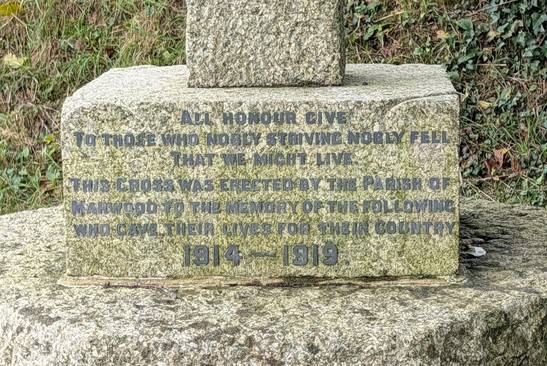 ALL HONOUR GIVE
TO THOSE WHO NOBLY STRIVING NOBLY FELL
THAT WE MIGHT LIVE.
THIS CROSS WAS ERECTED BY THE PARISH OF
MARWOOD TO THE MEMORY OF THE FOLLOWING
WHO GAVE THEIR LIVES FOR THEIR COUNTRY
1914 — 1919